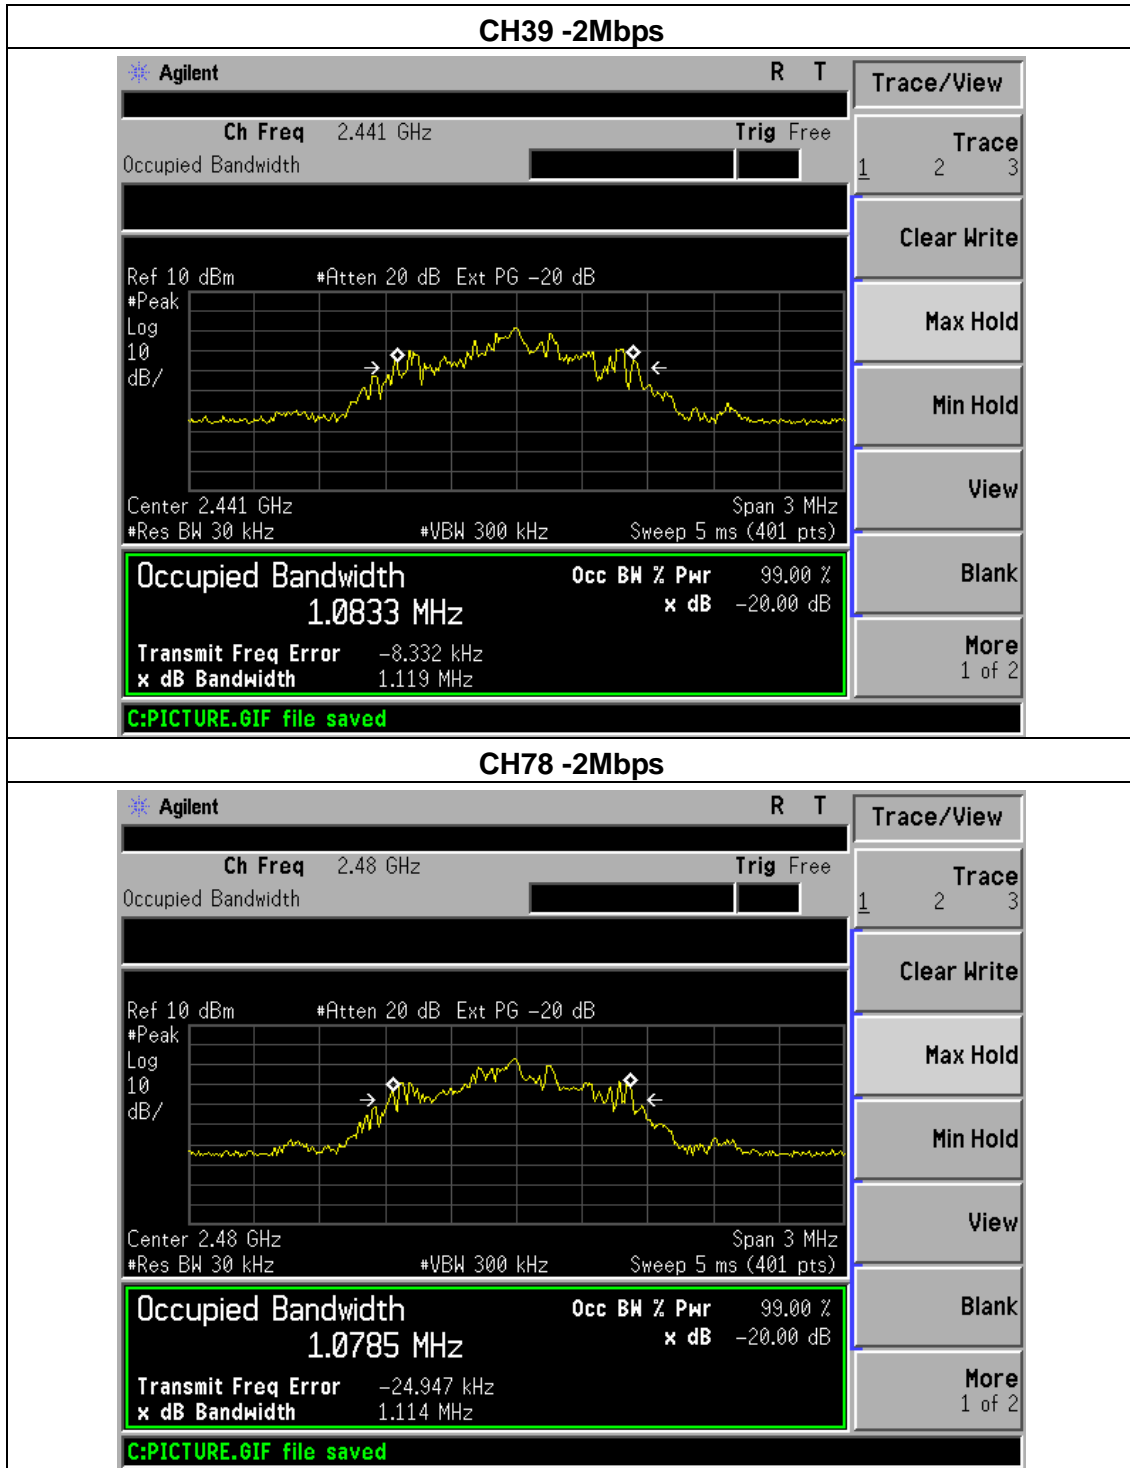 CH39 -2Mbps
Agilent R T
Trace/View
Ch Freq 2.441 GHz Trig Free
Occupied Bandwidth
Trace
1 2 3
Clear Write
Ref 10 dBm #Atten 20 dB Ext PG -20 dB
#Peak
Log
10
dB/
Max Hold
Min Hold
View
Center 2.441 GHz Span 3 MHz
#Res BW 30 kHz #VBW 300 kHz Sweep 5 ms (401 pts)
Occupied Bandwidth Occ BW % Pwr 99.00 %
1.0833 MHz x dB -20.00 dB
Blank
Transmit Freq Error -8.332 kHz
x dB Bandwidth 1.119 MHz
More
1 of 2
C:PICTURE.GIF file saved
CH78 -2Mbps
Agilent R T
Trace/View
Ch Freq 2.48 GHz Trig Free
Occupied Bandwidth
Trace
1 2 3
Clear Write
Ref 10 dBm #Atten 20 dB Ext PG -20 dB
#Peak
Log
10
dB/
Max Hold
Min Hold
View
Center 2.48 GHz Span 3 MHz
#Res BW 30 kHz #VBW 300 kHz Sweep 5 ms (401 pts)
Occupied Bandwidth Occ BW % Pwr 99.00 %
1.0785 MHz x dB -20.00 dB
Blank
Transmit Freq Error -24.947 kHz
x dB Bandwidth 1.114 MHz
More
1 of 2
C:PICTURE.GIF file saved